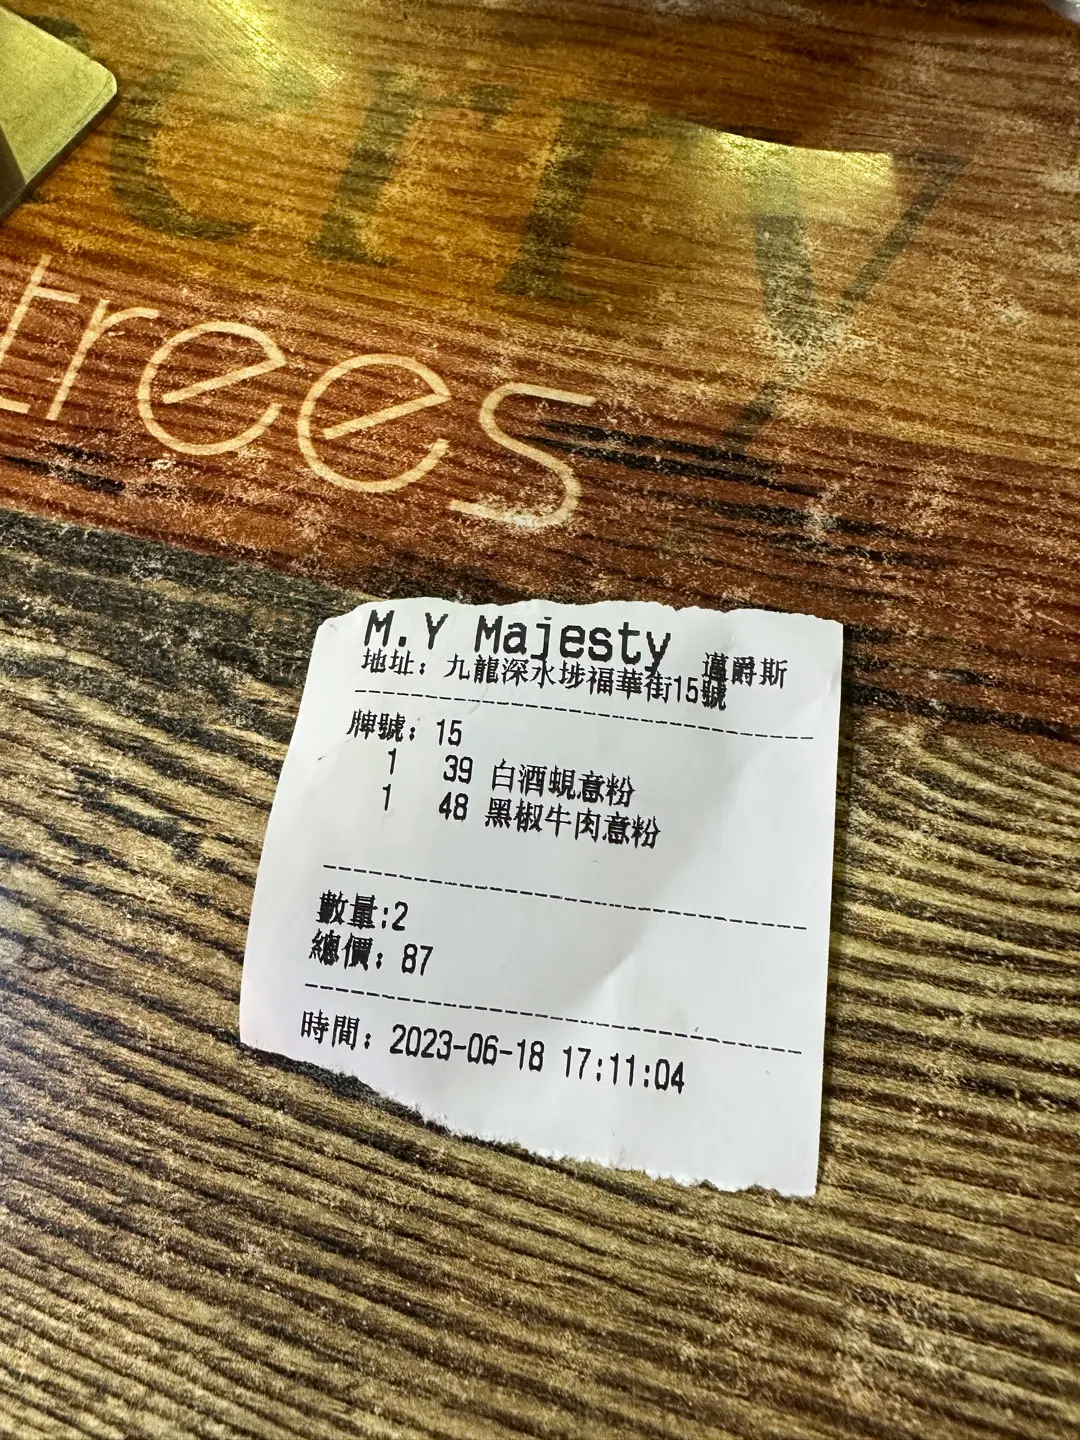 erry
trees
M.Y Majesty 邁爵斯
地址：九龍深水埗福華街15號
牌號：15
1 39 白酒蜆意粉
1 48 黑椒牛肉意粉
數量:2
總價：87
時間：2023-06-18 17:11:04